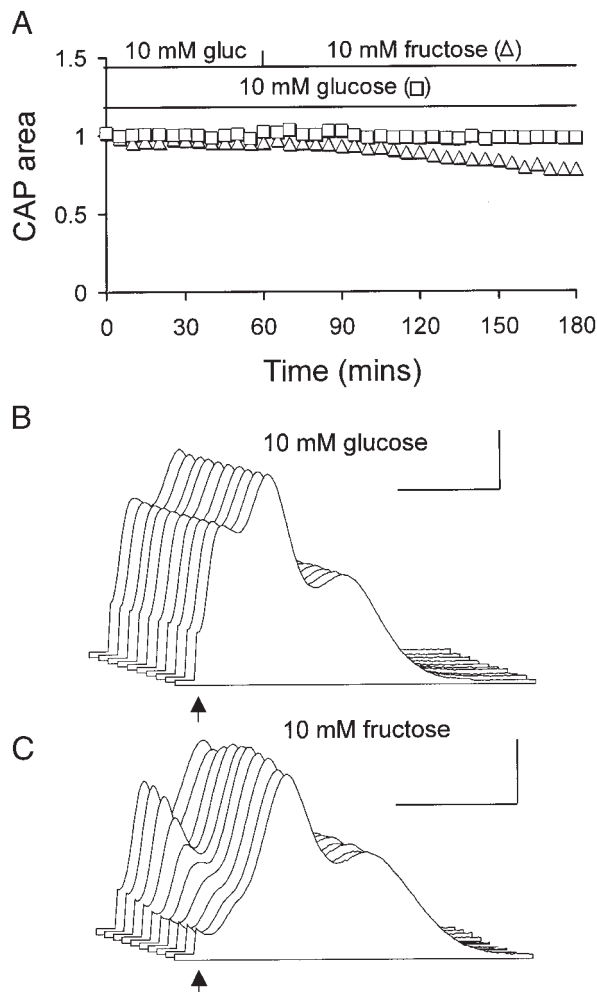 A
1.5
10 mM gluc
10 mM fructose (△)
10 mM glucose (□)
1
0.5
0
CAP area
0 30 60 90 120 150 180
Time (mins)
B
10 mM glucose
C
10 mM fructose